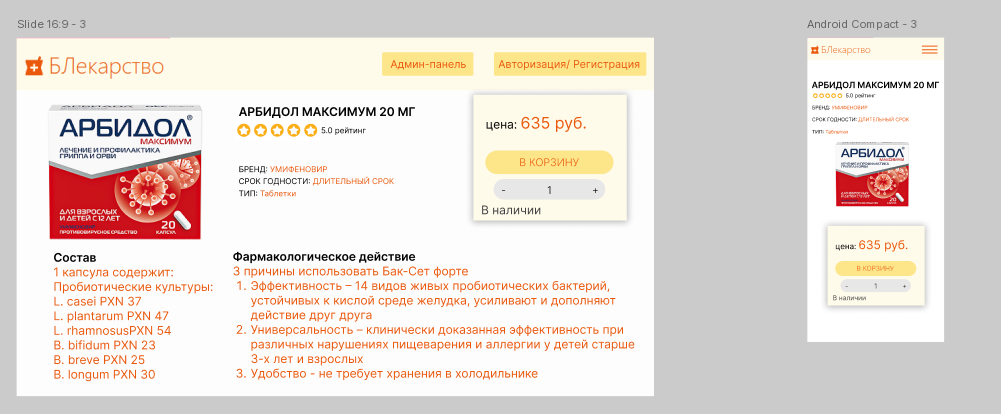 Slide 16:9 - 3
БЛекарство
Админ-панель
Авторизация/ Регистрация
АРБИДОЛ®
МАКСИМУМ
ЛЕЧЕНИЕ И ПРОФИЛАКТИКА
ГРИППА И ОРВИ
ДЛЯ ВЗРОСЛЫХ
И ДЕТЕЙ С 12 ЛЕТ
ПРОТИВОВИРУСНОЕ СРЕДСТВО
20
КАПСУЛ
АРБИДОЛ МАКСИМУМ 20 МГ
5.0 рейтинг
БРЕНД: УМИФЕНОВИР
СРОК ГОДНОСТИ: ДЛИТЕЛЬНЫЙ СРОК
ТИП: Таблетки
цена: 635 руб.
В КОРЗИНУ
- 1 +
В наличии
Состав
1 капсула содержит:
Пробиотические культуры:
L. casei PXN 37
L. plantarum PXN 47
L. rhamnosusPXN 54
B. bifidum PXN 23
B. breve PXN 25
B. longum PXN 30
Фармакологическое действие
3 причины использовать Бак-Сет форте
1. Эффективность – 14 видов живых пробиотических бактерий,
устойчивых к кислой среде желудка, усиливают и дополняют
действие друг друга
2. Универсальность – клинически доказанная эффективность при
различных нарушениях пищеварения и аллергии у детей старше
3-х лет и взрослых
3. Удобство - не требует хранения в холодильнике
Android Compact - 3
БЛекарство
АРБИДОЛ МАКСИМУМ 20 МГ
5.0 рейтинг
БРЕНД: УМИФЕНОВИР
СРОК ГОДНОСТИ: ДЛИТЕЛЬНЫЙ СРОК
ТИП: Таблетки
АРБИДОЛ
МАКСИМУМ
20
цена: 635 руб.
В КОРЗИНУ
- 1 +
В наличии